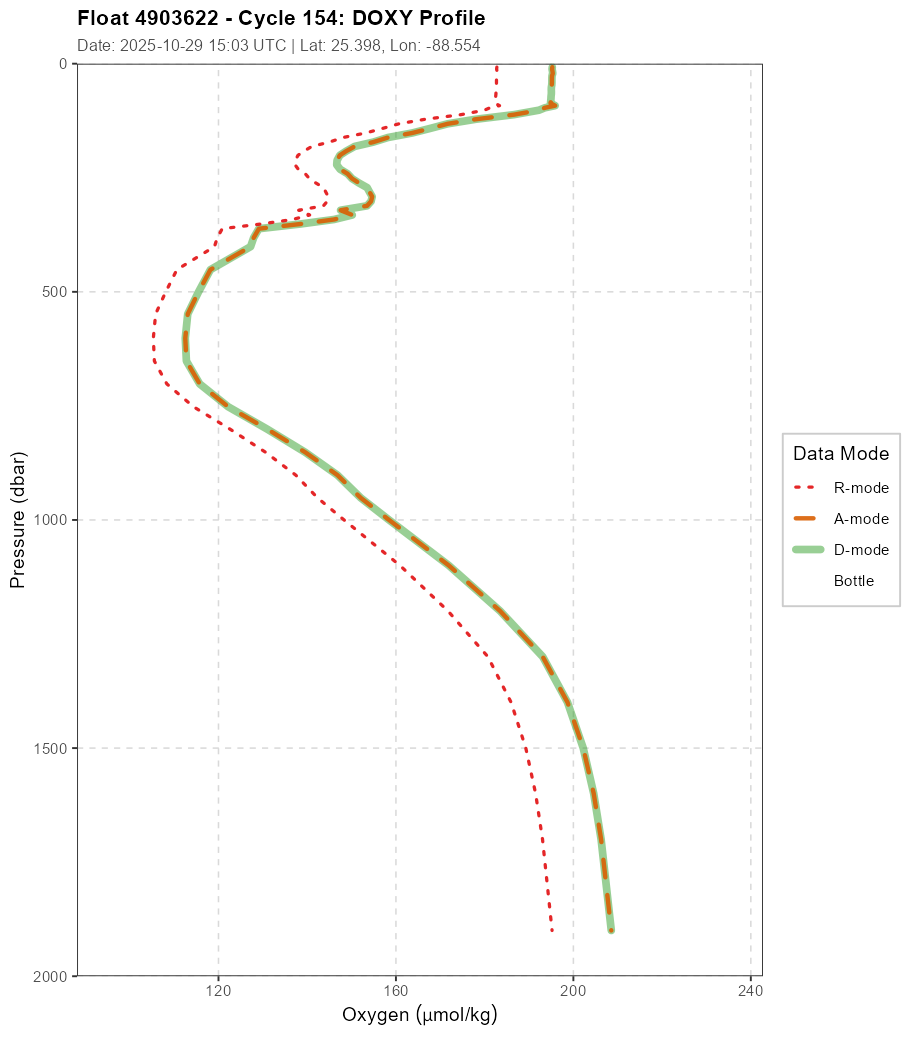 Float 4903622 - Cycle 154: DOXY Profile
Date: 2025-10-29 15:03 UTC | Lat: 25.398, Lon: -88.554
0
500
1000
1500
2000
Pressure (dbar)
120
160
200
240
Oxygen (µmol/kg)
Data Mode
R-mode
A-mode
D-mode
Bottle